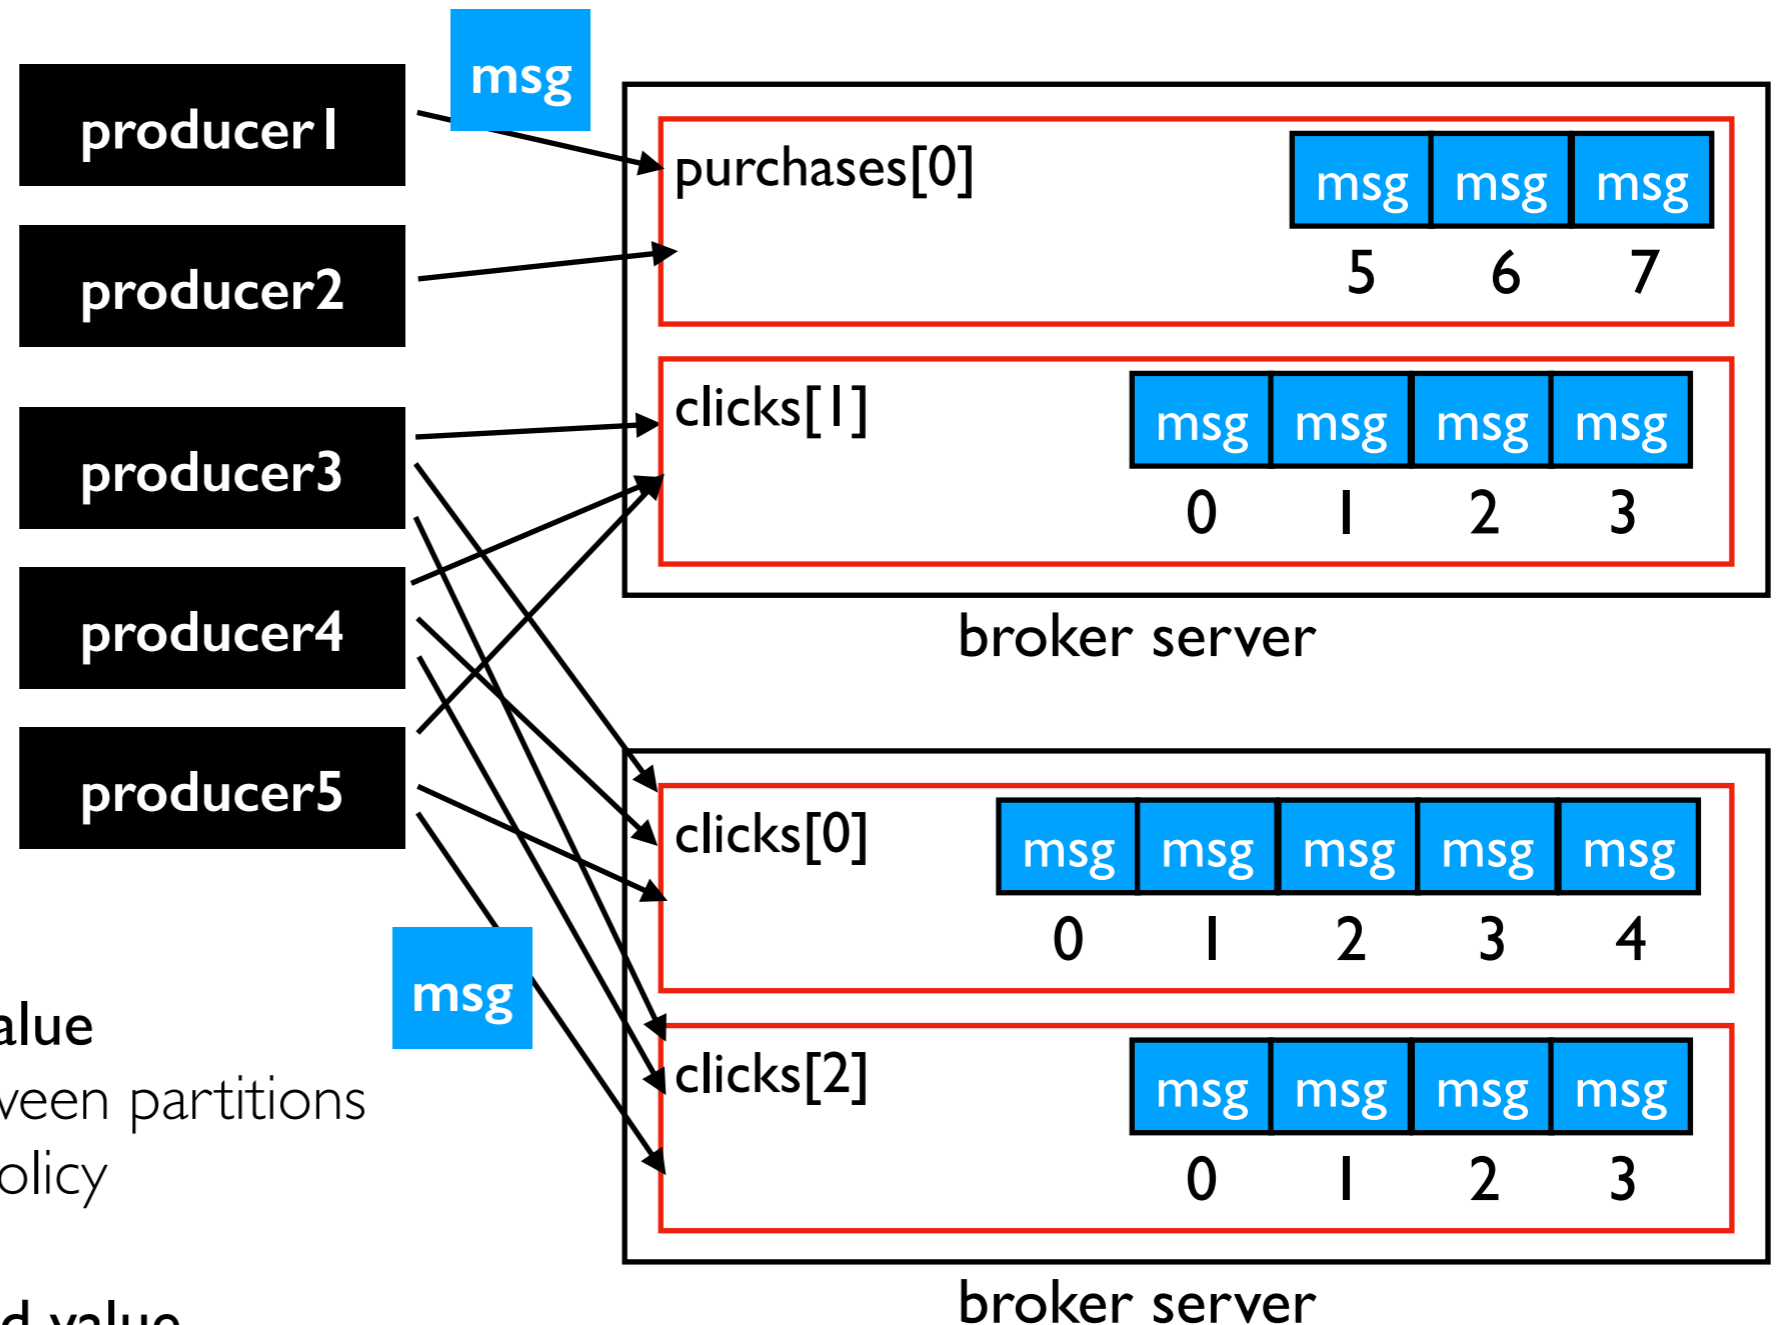 msg
producer1
purchases[0]
msg msg msg
5 6 7
producer2
producer3
clicks[1]
msg msg msg msg
0 1 2 3
producer4
broker server
producer5
clicks[0]
msg msg msg msg msg
0 1 2 3 4
msg
alue
ween partitions
olicy
clicks[2]
msg msg msg msg
0 1 2 3
d value
broker server